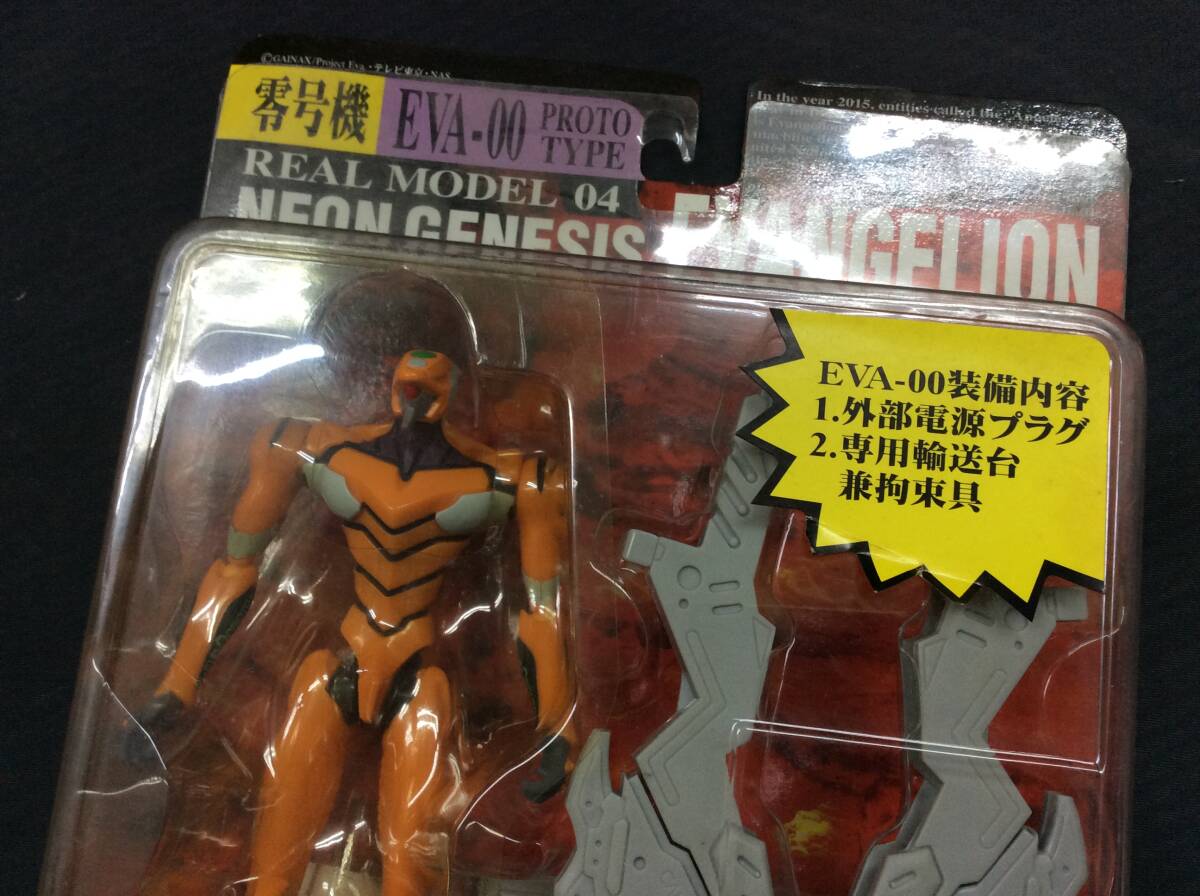 ©GAINAX/Project Eva.・テレビ東京・NAS
零号機
EVA-00 PROTO
TYPE
REAL MODEL 04
NEON GENESIS EVANGELION
In the year 2015, entities called the "Angels"
EVA-00装備内容
1.外部電源プラグ
2.専用輸送台
兼拘束具